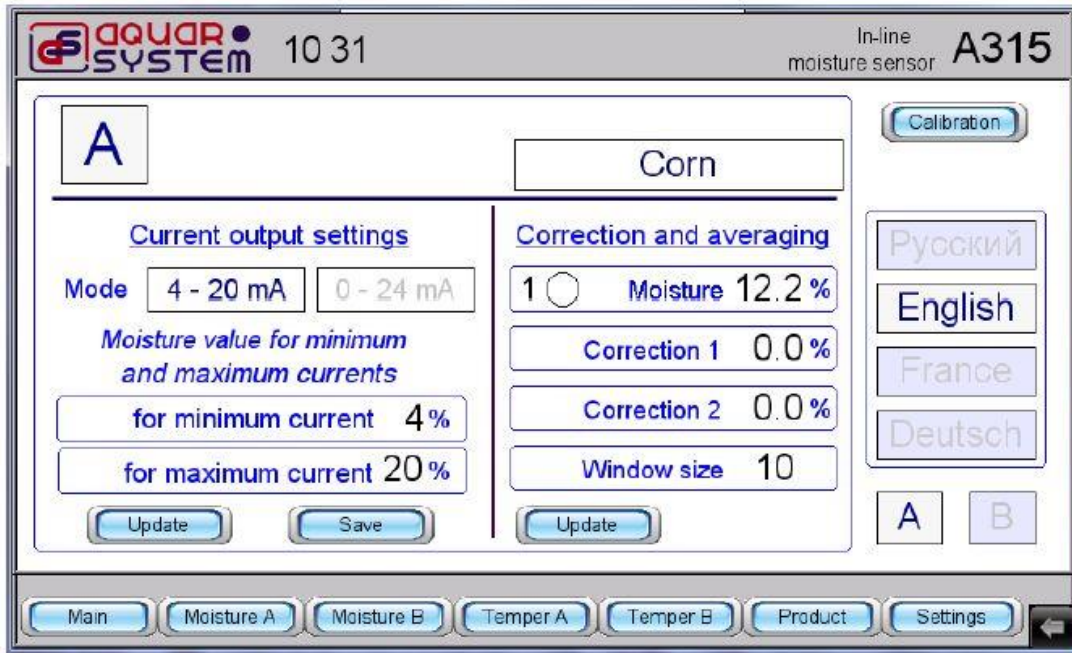 aquar
system
10 31
In-line
moisture sensor
A315
A
Corn
Calibration
Current output settings
Mode 4 - 20 mA 0 - 24 mA
Moisture value for minimum
and maximum currents
for minimum current 4 %
for maximum current 20 %
Update Save
Correction and averaging
1 Moisture 12.2 %
Correction 1 0.0 %
Correction 2 0.0 %
Window size 10
Update
Русский
English
France
Deutsch
A B
Main Moisture A Moisture B Temper A Temper B Product Settings